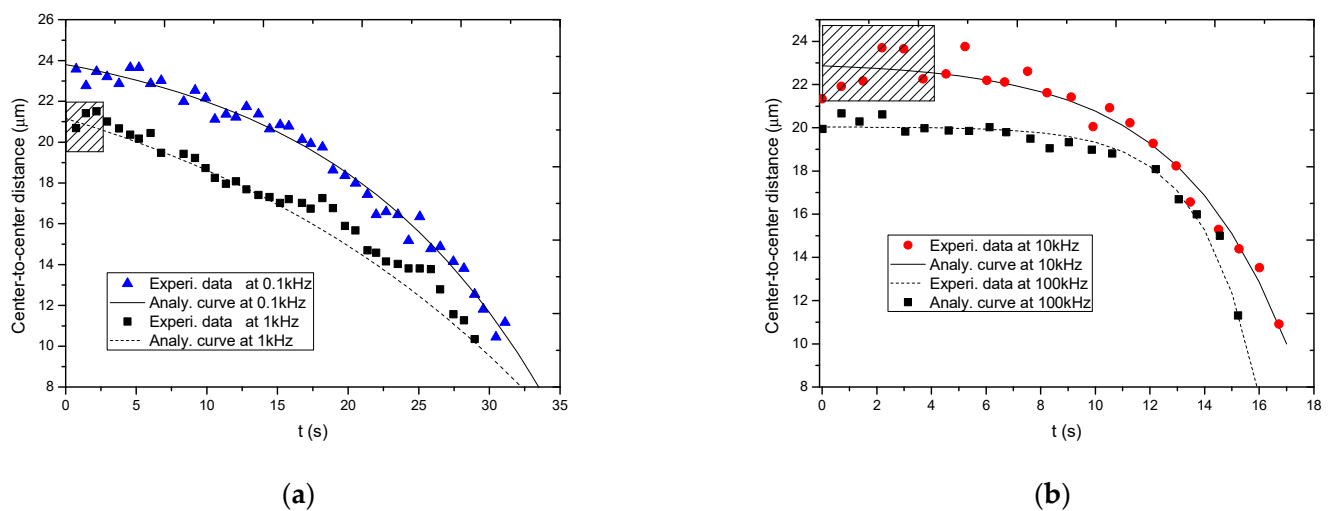 26
24
22
20
18
16
14
12
10
8
Center-to-center distance (μm)
Experi. data at 0.1kHz
Analy. curve at 0.1kHz
Experi. data at 1kHz
Analy. curve at 1kHz
0 5 10 15 20 25 30 35
t (s)
(a)
24
22
20
18
16
14
12
10
8
Center-to-center distance (μm)
Experi. data at 10kHz
Analy. curve at 10kHz
Experi. data at 100kHz
Analy. curve at 100kHz
0 2 4 6 8 10 12 14 16 18
t (s)
(b)